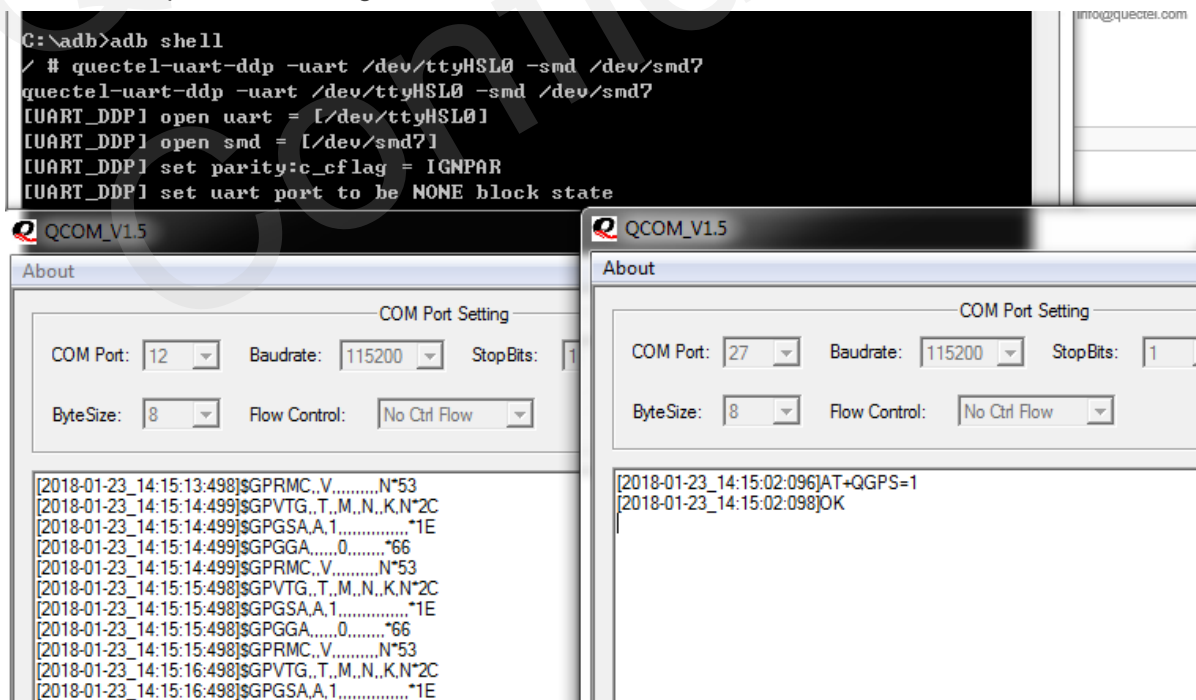 info@quectel.com
C:\adb>adb shell
/ # quectel-uart-ddp -uart /dev/ttyHSL0 -smd /dev/smd7
quectel-uart-ddp -uart /dev/ttyHSL0 -smd /dev/smd7
[UART_DDP] open uart = [/dev/ttyHSL0]
[UART_DDP] open smd = [/dev/smd7]
[UART_DDP] set parity:c_cflag = IGNPAR
[UART_DDP] set uart port to be NONE block state
QCOM_V1.5
About
COM Port Setting
COM Port: 12 Baudrate: 115200 StopBits: 1
ByteSize: 8 Flow Control: No Ctrl Flow
[2018-01-23_14:15:13:498]$GPRMC,,V,,,,,,,,,,N*53
[2018-01-23_14:15:14:499]$GPVTG,,T,,M,,N,,K,N*2C
[2018-01-23_14:15:14:499]$GPGSA,A,1,,,,,,,,,,,,,,,*1E
[2018-01-23_14:15:14:499]$GPGGA,,,,,,0,,,,,,,,*66
[2018-01-23_14:15:14:499]$GPRMC,,V,,,,,,,,,,N*53
[2018-01-23_14:15:15:498]$GPVTG,,T,,M,,N,,K,N*2C
[2018-01-23_14:15:15:498]$GPGSA,A,1,,,,,,,,,,,,,,,*1E
[2018-01-23_14:15:15:498]$GPGGA,,,,,,0,,,,,,,,*66
[2018-01-23_14:15:15:498]$GPRMC,,V,,,,,,,,,,N*53
[2018-01-23_14:15:16:498]$GPVTG,,T,,M,,N,,K,N*2C
[2018-01-23_14:15:16:498]$GPGSA,A,1,,,,,,,,,,,,,,,*1E
QCOM_V1.5
About
COM Port Setting
COM Port: 27 Baudrate: 115200 StopBits: 1
ByteSize: 8 Flow Control: No Ctrl Flow
[2018-01-23_14:15:02:096]AT+QGPS=1
[2018-01-23_14:15:02:098]OK